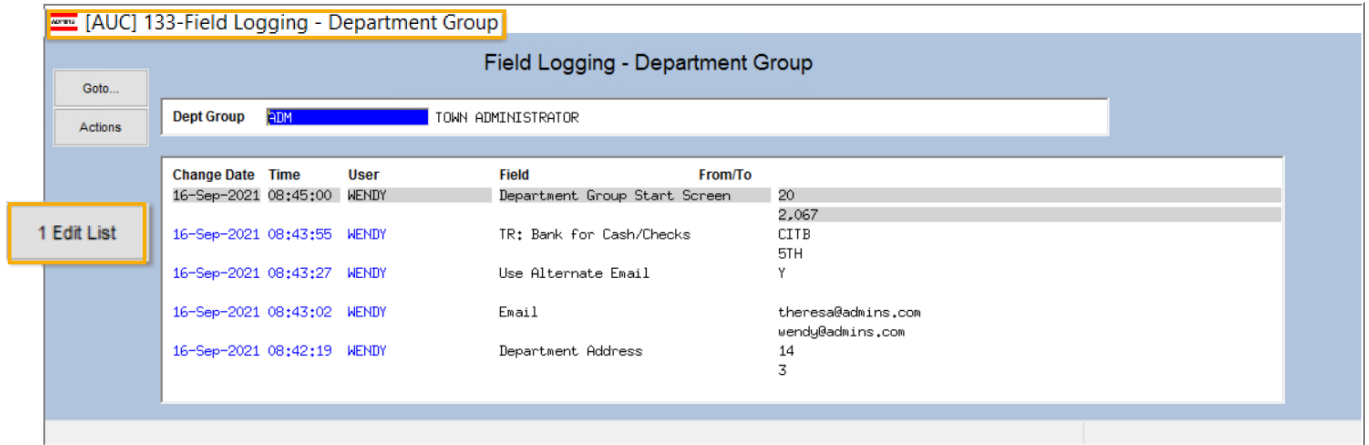 ADMINS [AUC] 133-Field Logging - Department Group
Field Logging - Department Group
Goto...
Actions
Dept Group ADM TOWN ADMINISTRATOR
Change Date Time User Field From/To
16-Sep-2021 08:45:00 WENDY Department Group Start Screen 20
2,067
1 Edit List
16-Sep-2021 08:43:55 WENDY TR: Bank for Cash/Checks CITB
5TH
16-Sep-2021 08:43:27 WENDY Use Alternate Email Y
16-Sep-2021 08:43:02 WENDY Email theresa@admins.com
wendy@admins.com
16-Sep-2021 08:42:19 WENDY Department Address 14
3